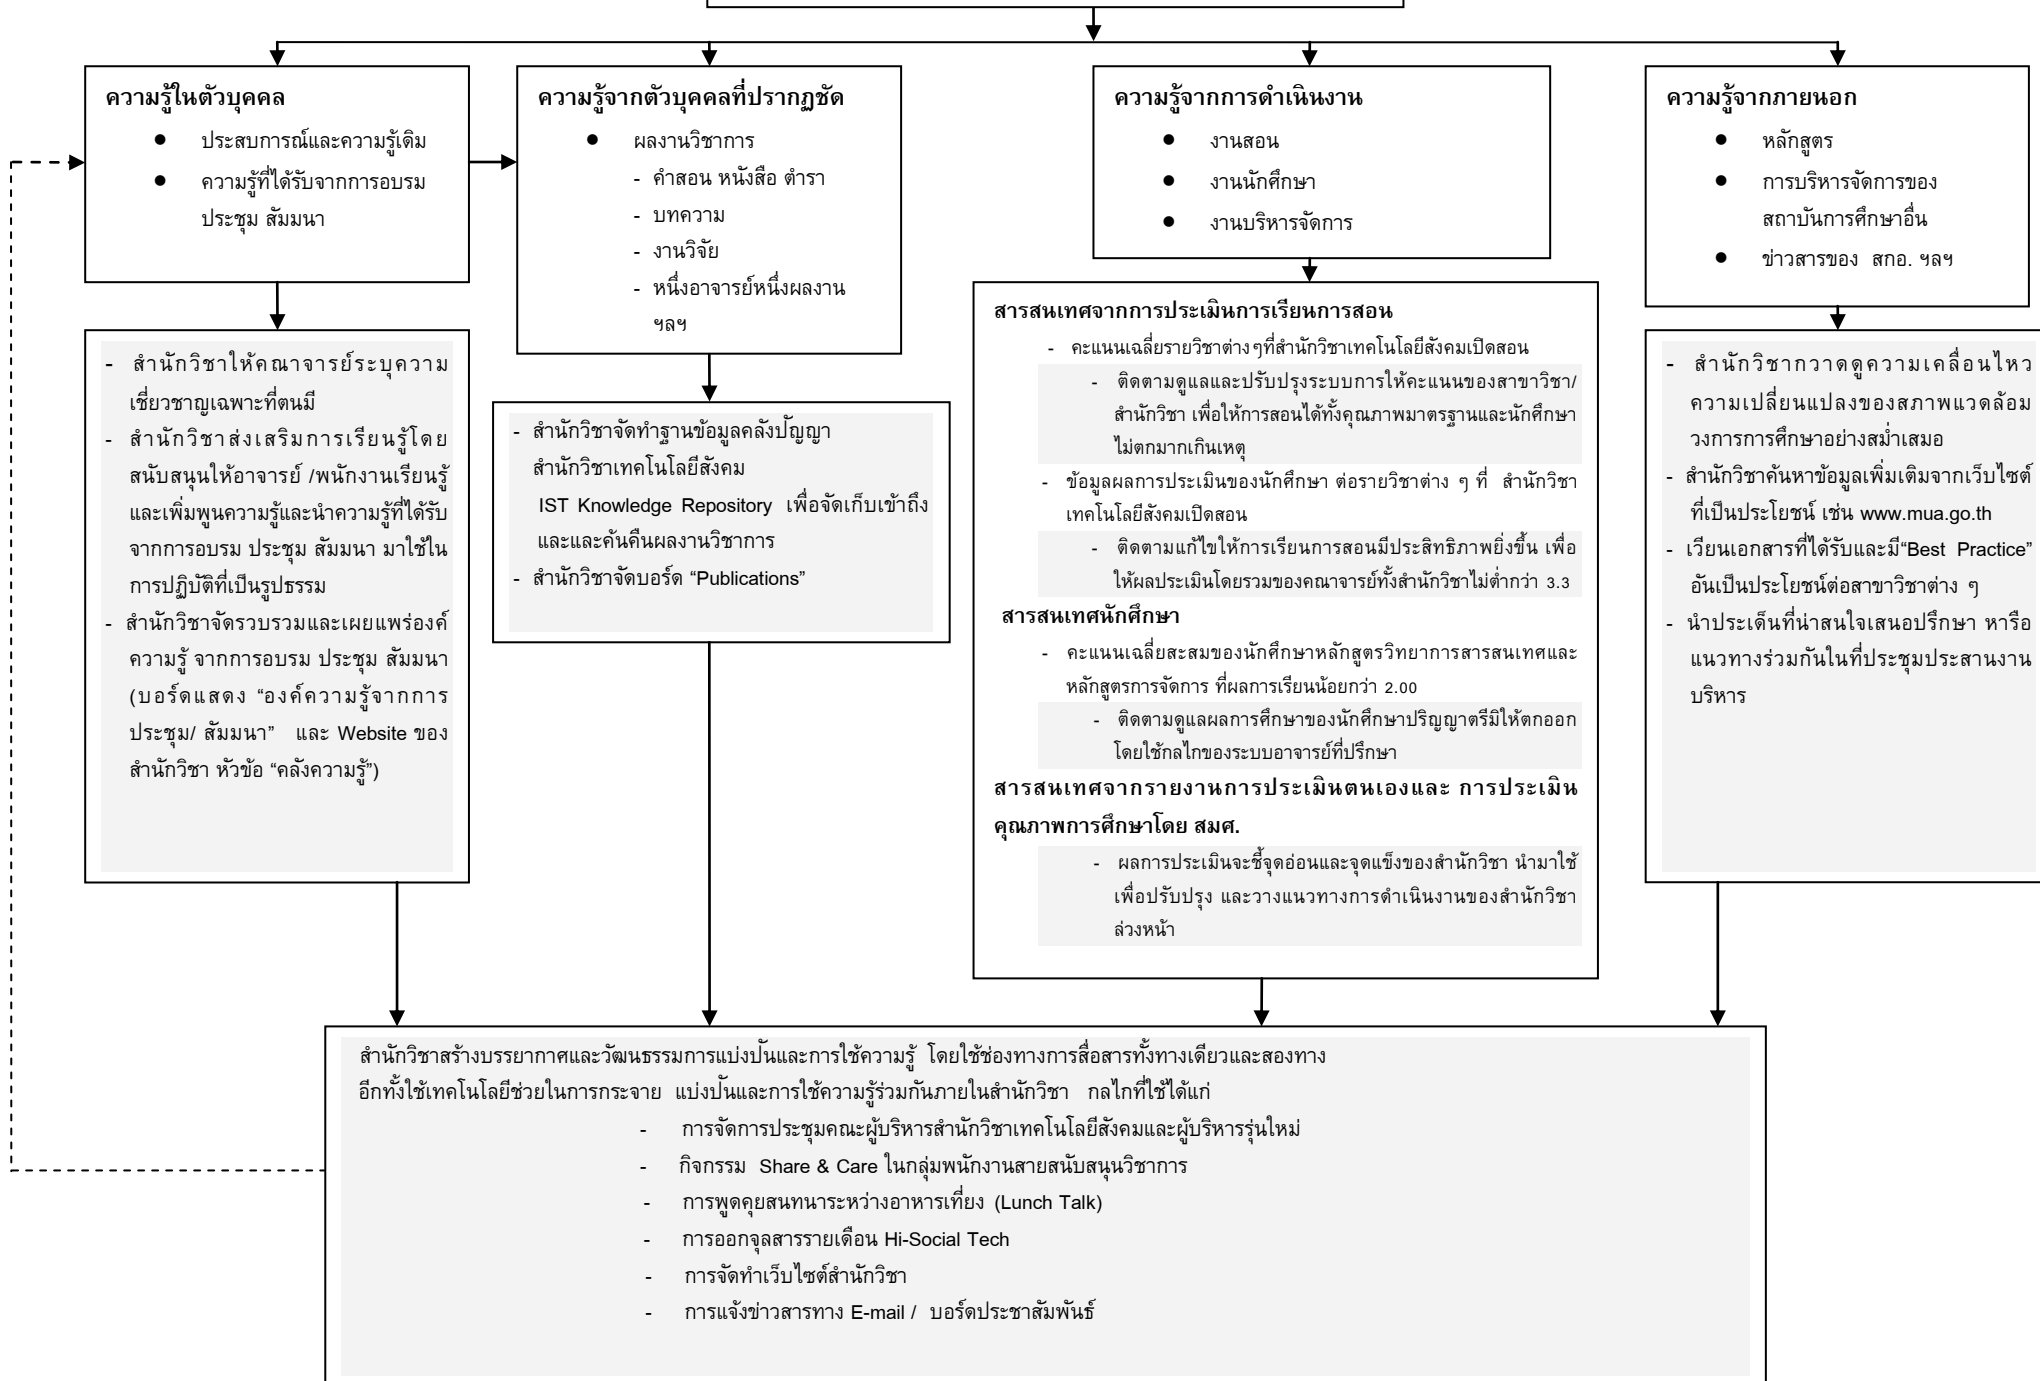 ความรู้ในตัวบุคคล
● ประสบการณ์และความรู้เดิม
● ความรู้ที่ได้รับจากการอบรม
ประชุม สัมมนา
ความรู้จากตัวบุคคลที่ปรากฏชัด
● ผลงานวิชาการ
- คำสอน หนังสือ ตำรา
- บทความ
- งานวิจัย
- หนึ่งอาจารย์หนึ่งผลงาน
ฯลฯ
ความรู้จากการดำเนินงาน
● งานสอน
● งานนักศึกษา
● งานบริหารจัดการ
ความรู้จากภายนอก
● หลักสูตร
● การบริหารจัดการของ
สถาบันการศึกษาอื่น
● ข่าวสารของ สกอ. ฯลฯ
- สำนักวิชาให้คณาจารย์ระบุความ
เชี่ยวชาญเฉพาะที่ตนมี
- สำนักวิชาส่งเสริมการเรียนรู้โดย
สนับสนุนให้อาจารย์ /พนักงานเรียนรู้
และเพิ่มพูนความรู้และนำความรู้ที่ได้รับ
จากการอบรม ประชุม สัมมนา มาใช้ใน
การปฏิบัติที่เป็นรูปธรรม
- สำนักวิชาจัดรวบรวมและเผยแพร่องค์
ความรู้ จากการอบรม ประชุม สัมมนา
(บอร์ดแสดง “องค์ความรู้จากการ
ประชุม/ สัมมนา” และ Website ของ
สำนักวิชา หัวข้อ “คลังความรู้”)
- สำนักวิชาจัดทำฐานข้อมูลคลังปัญญา
สำนักวิชาเทคโนโลยีสังคม
IST Knowledge Repository เพื่อจัดเก็บเข้าถึง
และและค้นคืนผลงานวิชาการ
- สำนักวิชาจัดบอร์ด “Publications”
สารสนเทศจากการประเมินการเรียนการสอน
- คะแนนเฉลี่ยรายวิชาต่างๆที่สำนักวิชาเทคโนโลยีสังคมเปิดสอน
- ติดตามดูแลและปรับปรุงระบบการให้คะแนนของสาขาวิชา/
สำนักวิชา เพื่อให้การสอนได้ทั้งคุณภาพมาตรฐานและนักศึกษา
ไม่ตกมากเกินเหตุ
- ข้อมูลผลการประเมินของนักศึกษา ต่อรายวิชาต่าง ๆ ที่ สำนักวิชา
เทคโนโลยีสังคมเปิดสอน
- ติดตามแก้ไขให้การเรียนการสอนมีประสิทธิภาพยิ่งขึ้น เพื่อ
ให้ผลประเมินโดยรวมของคณาจารย์ทั้งสำนักวิชาไม่ต่ำกว่า 3.3
สารสนเทศนักศึกษา
- คะแนนเฉลี่ยสะสมของนักศึกษาหลักสูตรวิทยาการสารสนเทศและ
หลักสูตรการจัดการ ที่ผลการเรียนน้อยกว่า 2.00
- ติดตามดูแลผลการศึกษาของนักศึกษาปริญญาตรีมิให้ตกออก
โดยใช้กลไกของระบบอาจารย์ที่ปรึกษา
สารสนเทศจากรายงานการประเมินตนเองและ การประเมิน
คุณภาพการศึกษาโดย สมศ.
- ผลการประเมินจะชี้จุดอ่อนและจุดแข็งของสำนักวิชา นำมาใช้
เพื่อปรับปรุง และวางแนวทางการดำเนินงานของสำนักวิชา
ล่วงหน้า
- สำนักวิชากวาดดูความเคลื่อนไหว
ความเปลี่ยนแปลงของสภาพแวดล้อม
วงการการศึกษาอย่างสม่ำเสมอ
- สำนักวิชาค้นหาข้อมูลเพิ่มเติมจากเว็บไซต์
ที่เป็นประโยชน์ เช่น www.mua.go.th
- เวียนเอกสารที่ได้รับและมี“Best Practice”
อันเป็นประโยชน์ต่อสาขาวิชาต่าง ๆ
- นำประเด็นที่น่าสนใจเสนอปรึกษา หารือ
แนวทางร่วมกันในที่ประชุมประสานงาน
บริหาร
สำนักวิชาสร้างบรรยากาศและวัฒนธรรมการแบ่งปันและการใช้ความรู้ โดยใช้ช่องทางการสื่อสารทั้งทางเดียวและสองทาง
อีกทั้งใช้เทคโนโลยีช่วยในการกระจาย แบ่งปันและการใช้ความรู้ร่วมกันภายในสำนักวิชา กลไกที่ใช้ได้แก่
- การจัดการประชุมคณะผู้บริหารสำนักวิชาเทคโนโลยีสังคมและผู้บริหารรุ่นใหม่
- กิจกรรม Share & Care ในกลุ่มพนักงานสายสนับสนุนวิชาการ
- การพูดคุยสนทนาระหว่างอาหารเที่ยง (Lunch Talk)
- การออกจุลสารรายเดือน Hi-Social Tech
- การจัดทำเว็บไซต์สำนักวิชา
- การแจ้งข่าวสารทาง E-mail / บอร์ดประชาสัมพันธ์